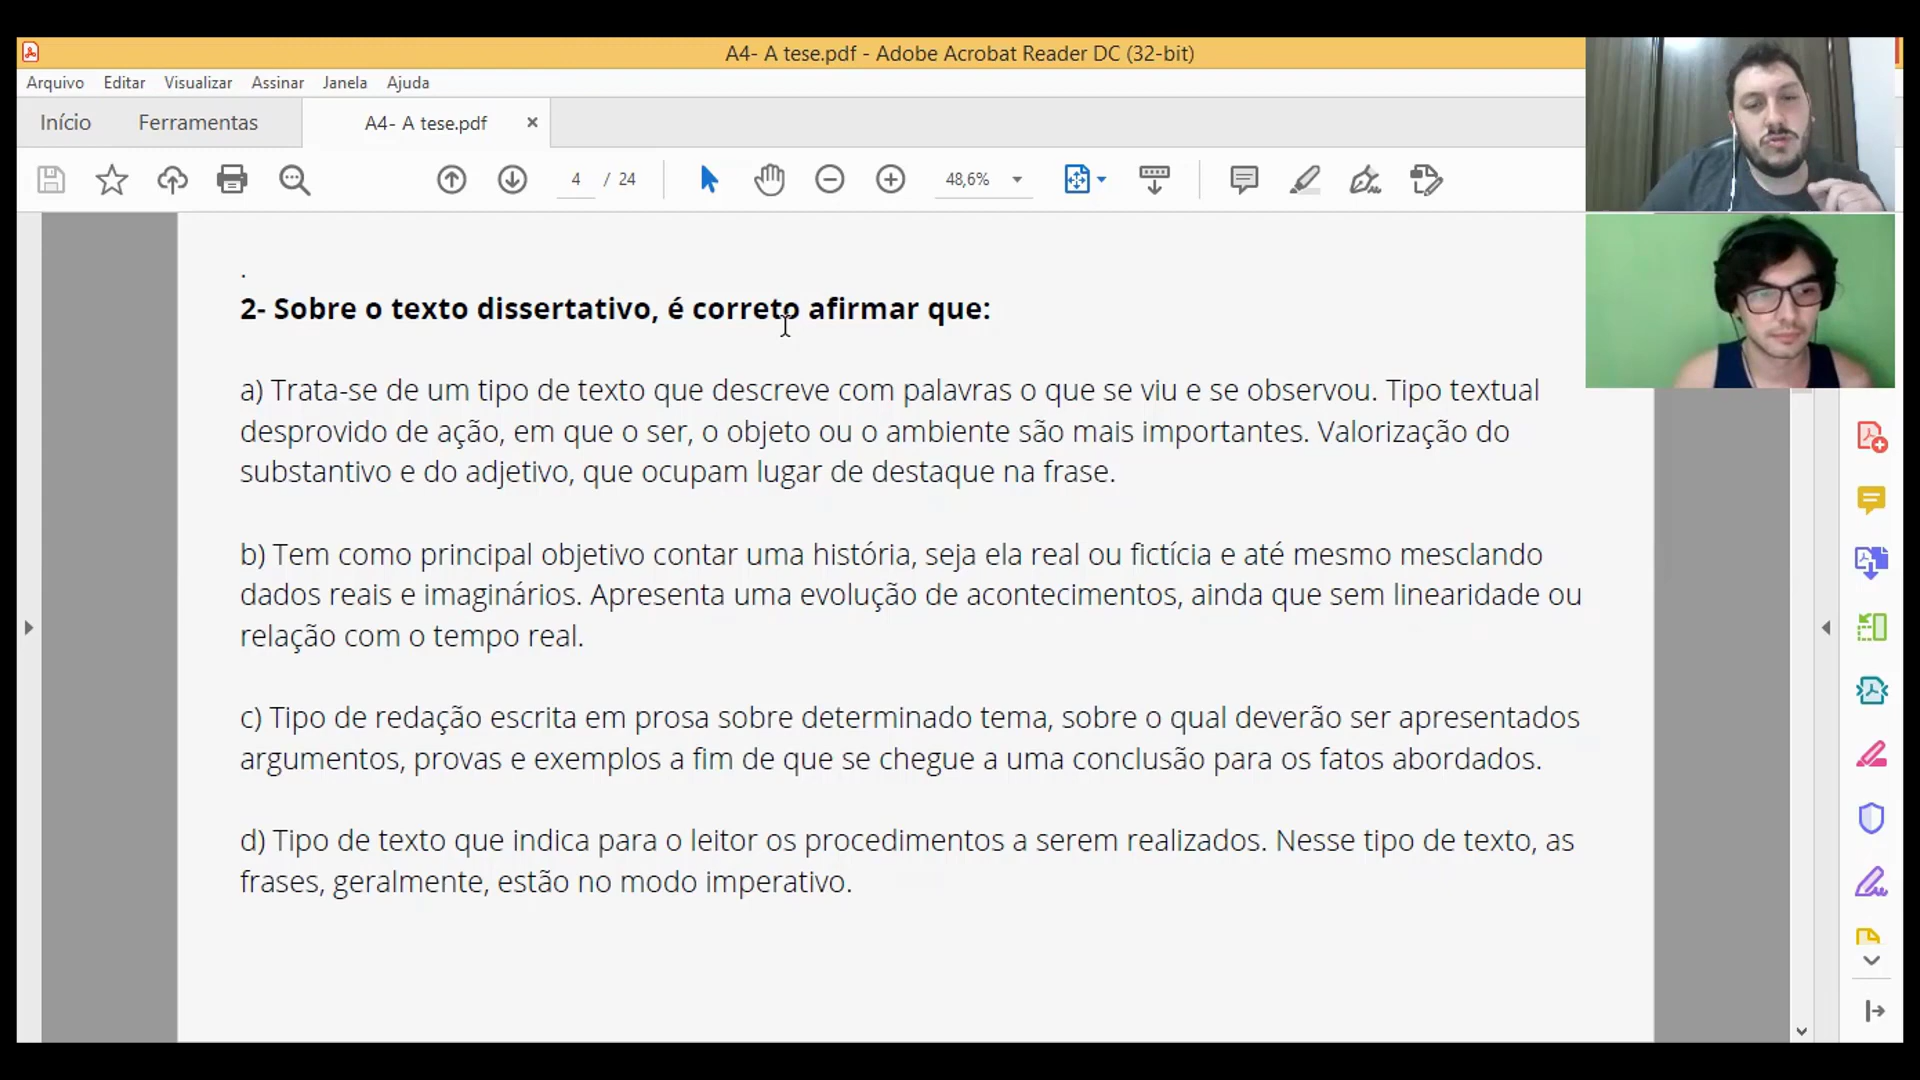 A4- A tese.pdf - Adobe Acrobat Reader DC (32-bit)
Arquivo Editar Visualizar Assinar Janela Ajuda
Início Ferramentas A4- A tese.pdf ×
4 / 24 48,6%
.
2- Sobre o texto dissertativo, é correto afirmar que:
a) Trata-se de um tipo de texto que descreve com palavras o que se viu e se observou. Tipo textual
desprovido de ação, em que o ser, o objeto ou o ambiente são mais importantes. Valorização do
substantivo e do adjetivo, que ocupam lugar de destaque na frase.
b) Tem como principal objetivo contar uma história, seja ela real ou fictícia e até mesmo mesclando
dados reais e imaginários. Apresenta uma evolução de acontecimentos, ainda que sem linearidade ou
relação com o tempo real.
c) Tipo de redação escrita em prosa sobre determinado tema, sobre o qual deverão ser apresentados
argumentos, provas e exemplos a fim de que se chegue a uma conclusão para os fatos abordados.
d) Tipo de texto que indica para o leitor os procedimentos a serem realizados. Nesse tipo de texto, as
frases, geralmente, estão no modo imperativo.